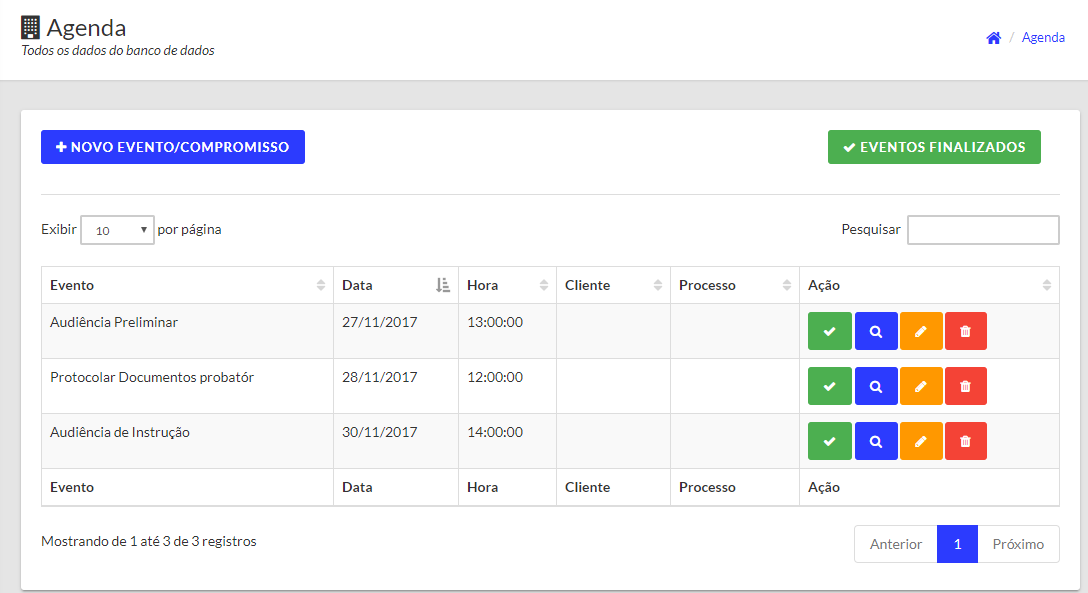 Agenda
Todos os dados do banco de dados
/ Agenda
NOVO EVENTO/COMPROMISSO
EVENTOS FINALIZADOS
Exibir 10 por página
Pesquisar
Evento Data Hora Cliente Processo Ação
Audiência Preliminar 27/11/2017 13:00:00
Protocolar Documentos probatór 28/11/2017 12:00:00
Audiência de Instrução 30/11/2017 14:00:00
Evento Data Hora Cliente Processo Ação
Mostrando de 1 até 3 de 3 registros
Anterior 1 Próximo